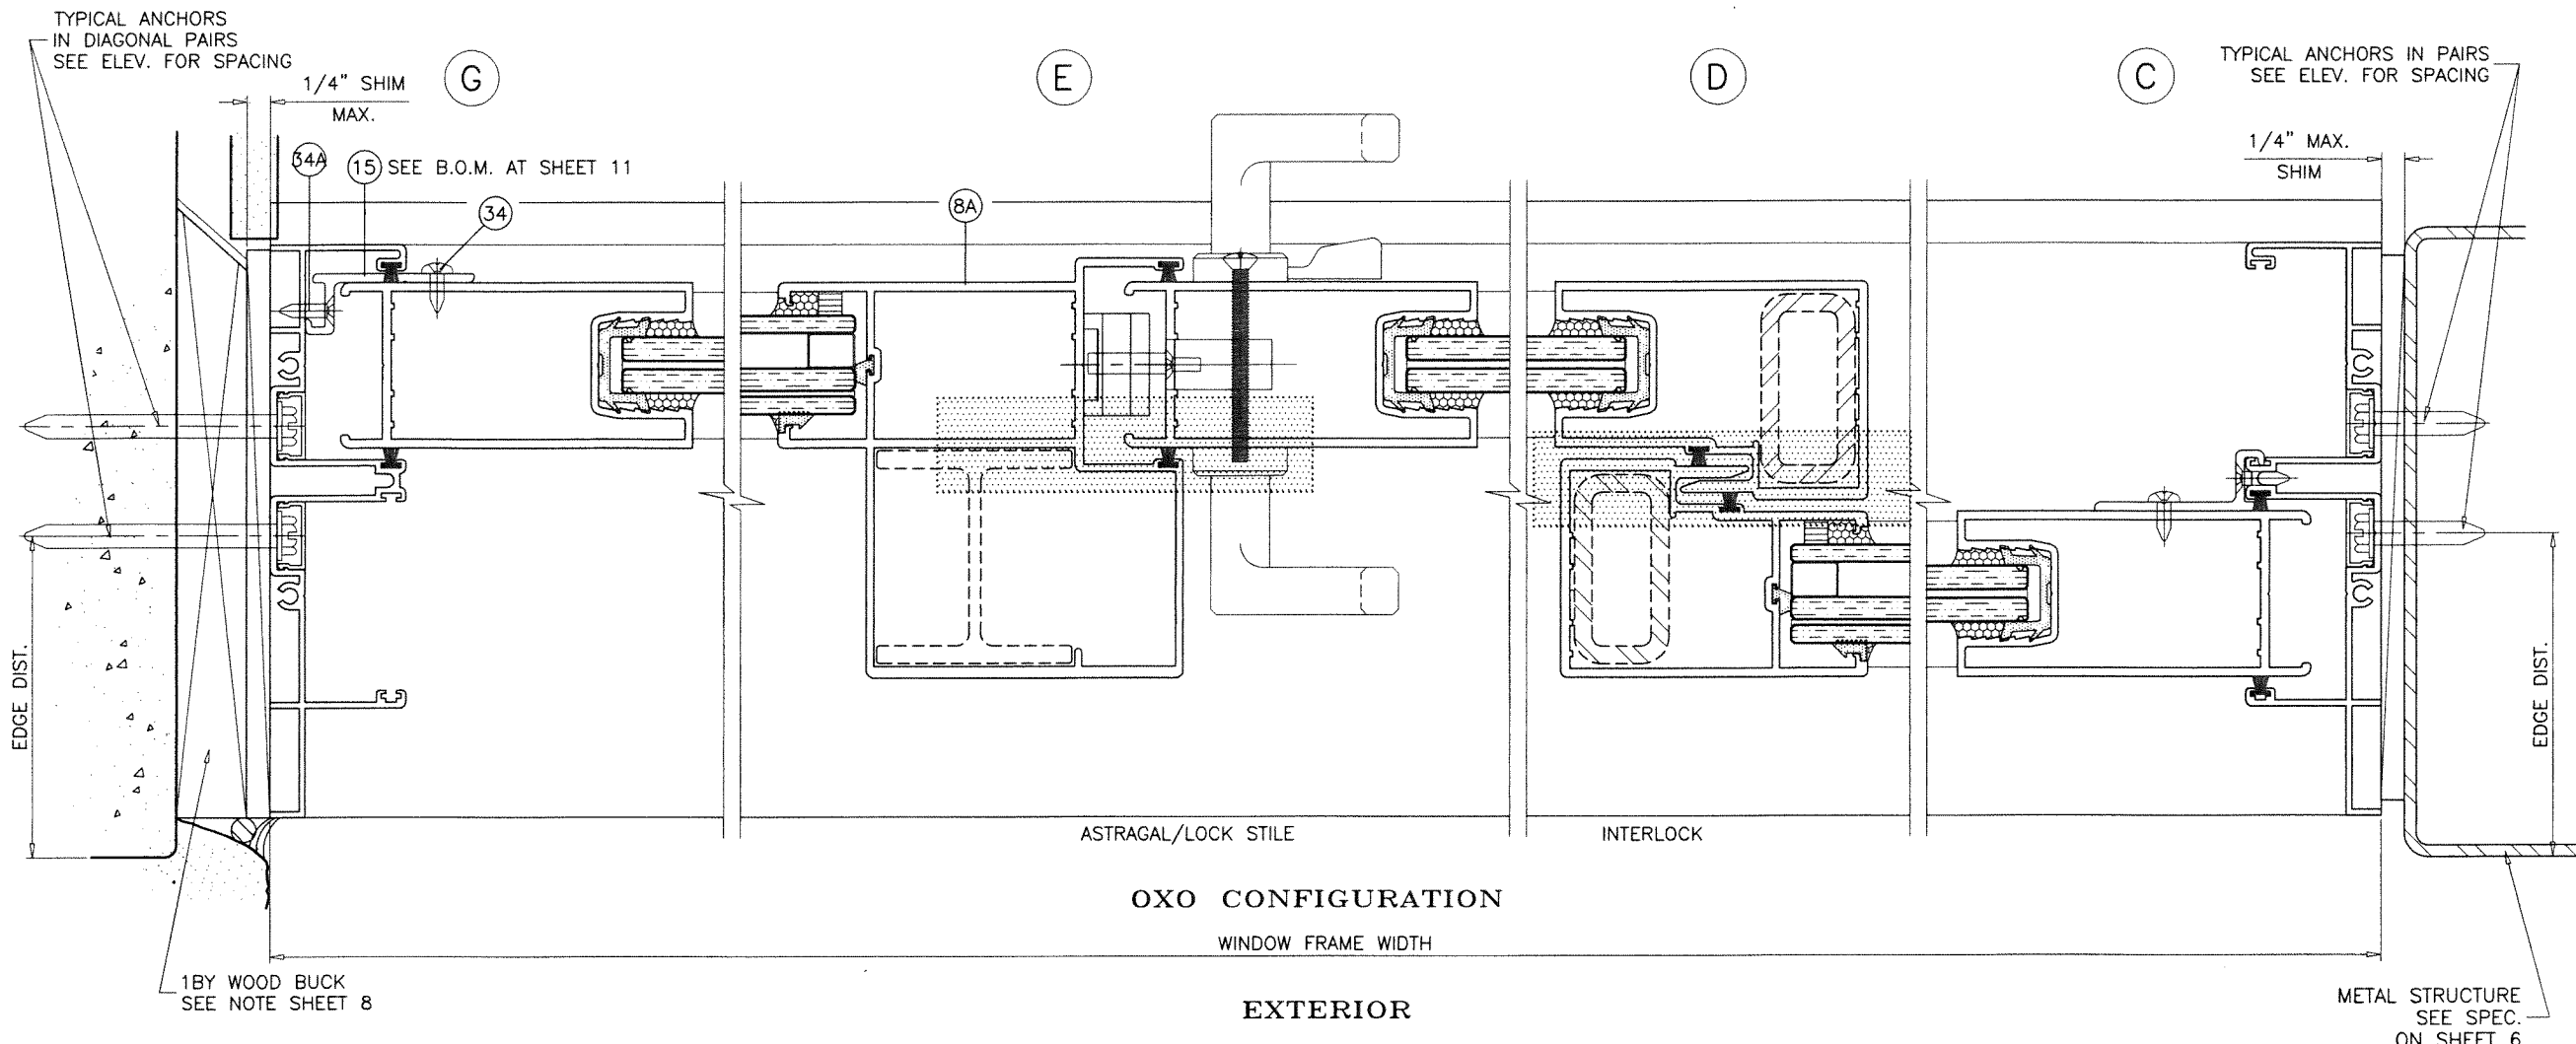 TYPICAL ANCHORS
IN DIAGONAL PAIRS
SEE ELEV. FOR SPACING
1/4" SHIM
MAX.
G
E
D
C
TYPICAL ANCHORS IN PAIRS
SEE ELEV. FOR SPACING
1/4" MAX.
SHIM
34A
15 SEE B.O.M. AT SHEET 11
34
8A
EDGE DIST.
EDGE DIST.
ASTRAGAL/LOCK STILE
INTERLOCK
OXO CONFIGURATION
WINDOW FRAME WIDTH
1BY WOOD BUCK
SEE NOTE SHEET 8
EXTERIOR
METAL STRUCTURE
SEE SPEC.
ON SHEET 6